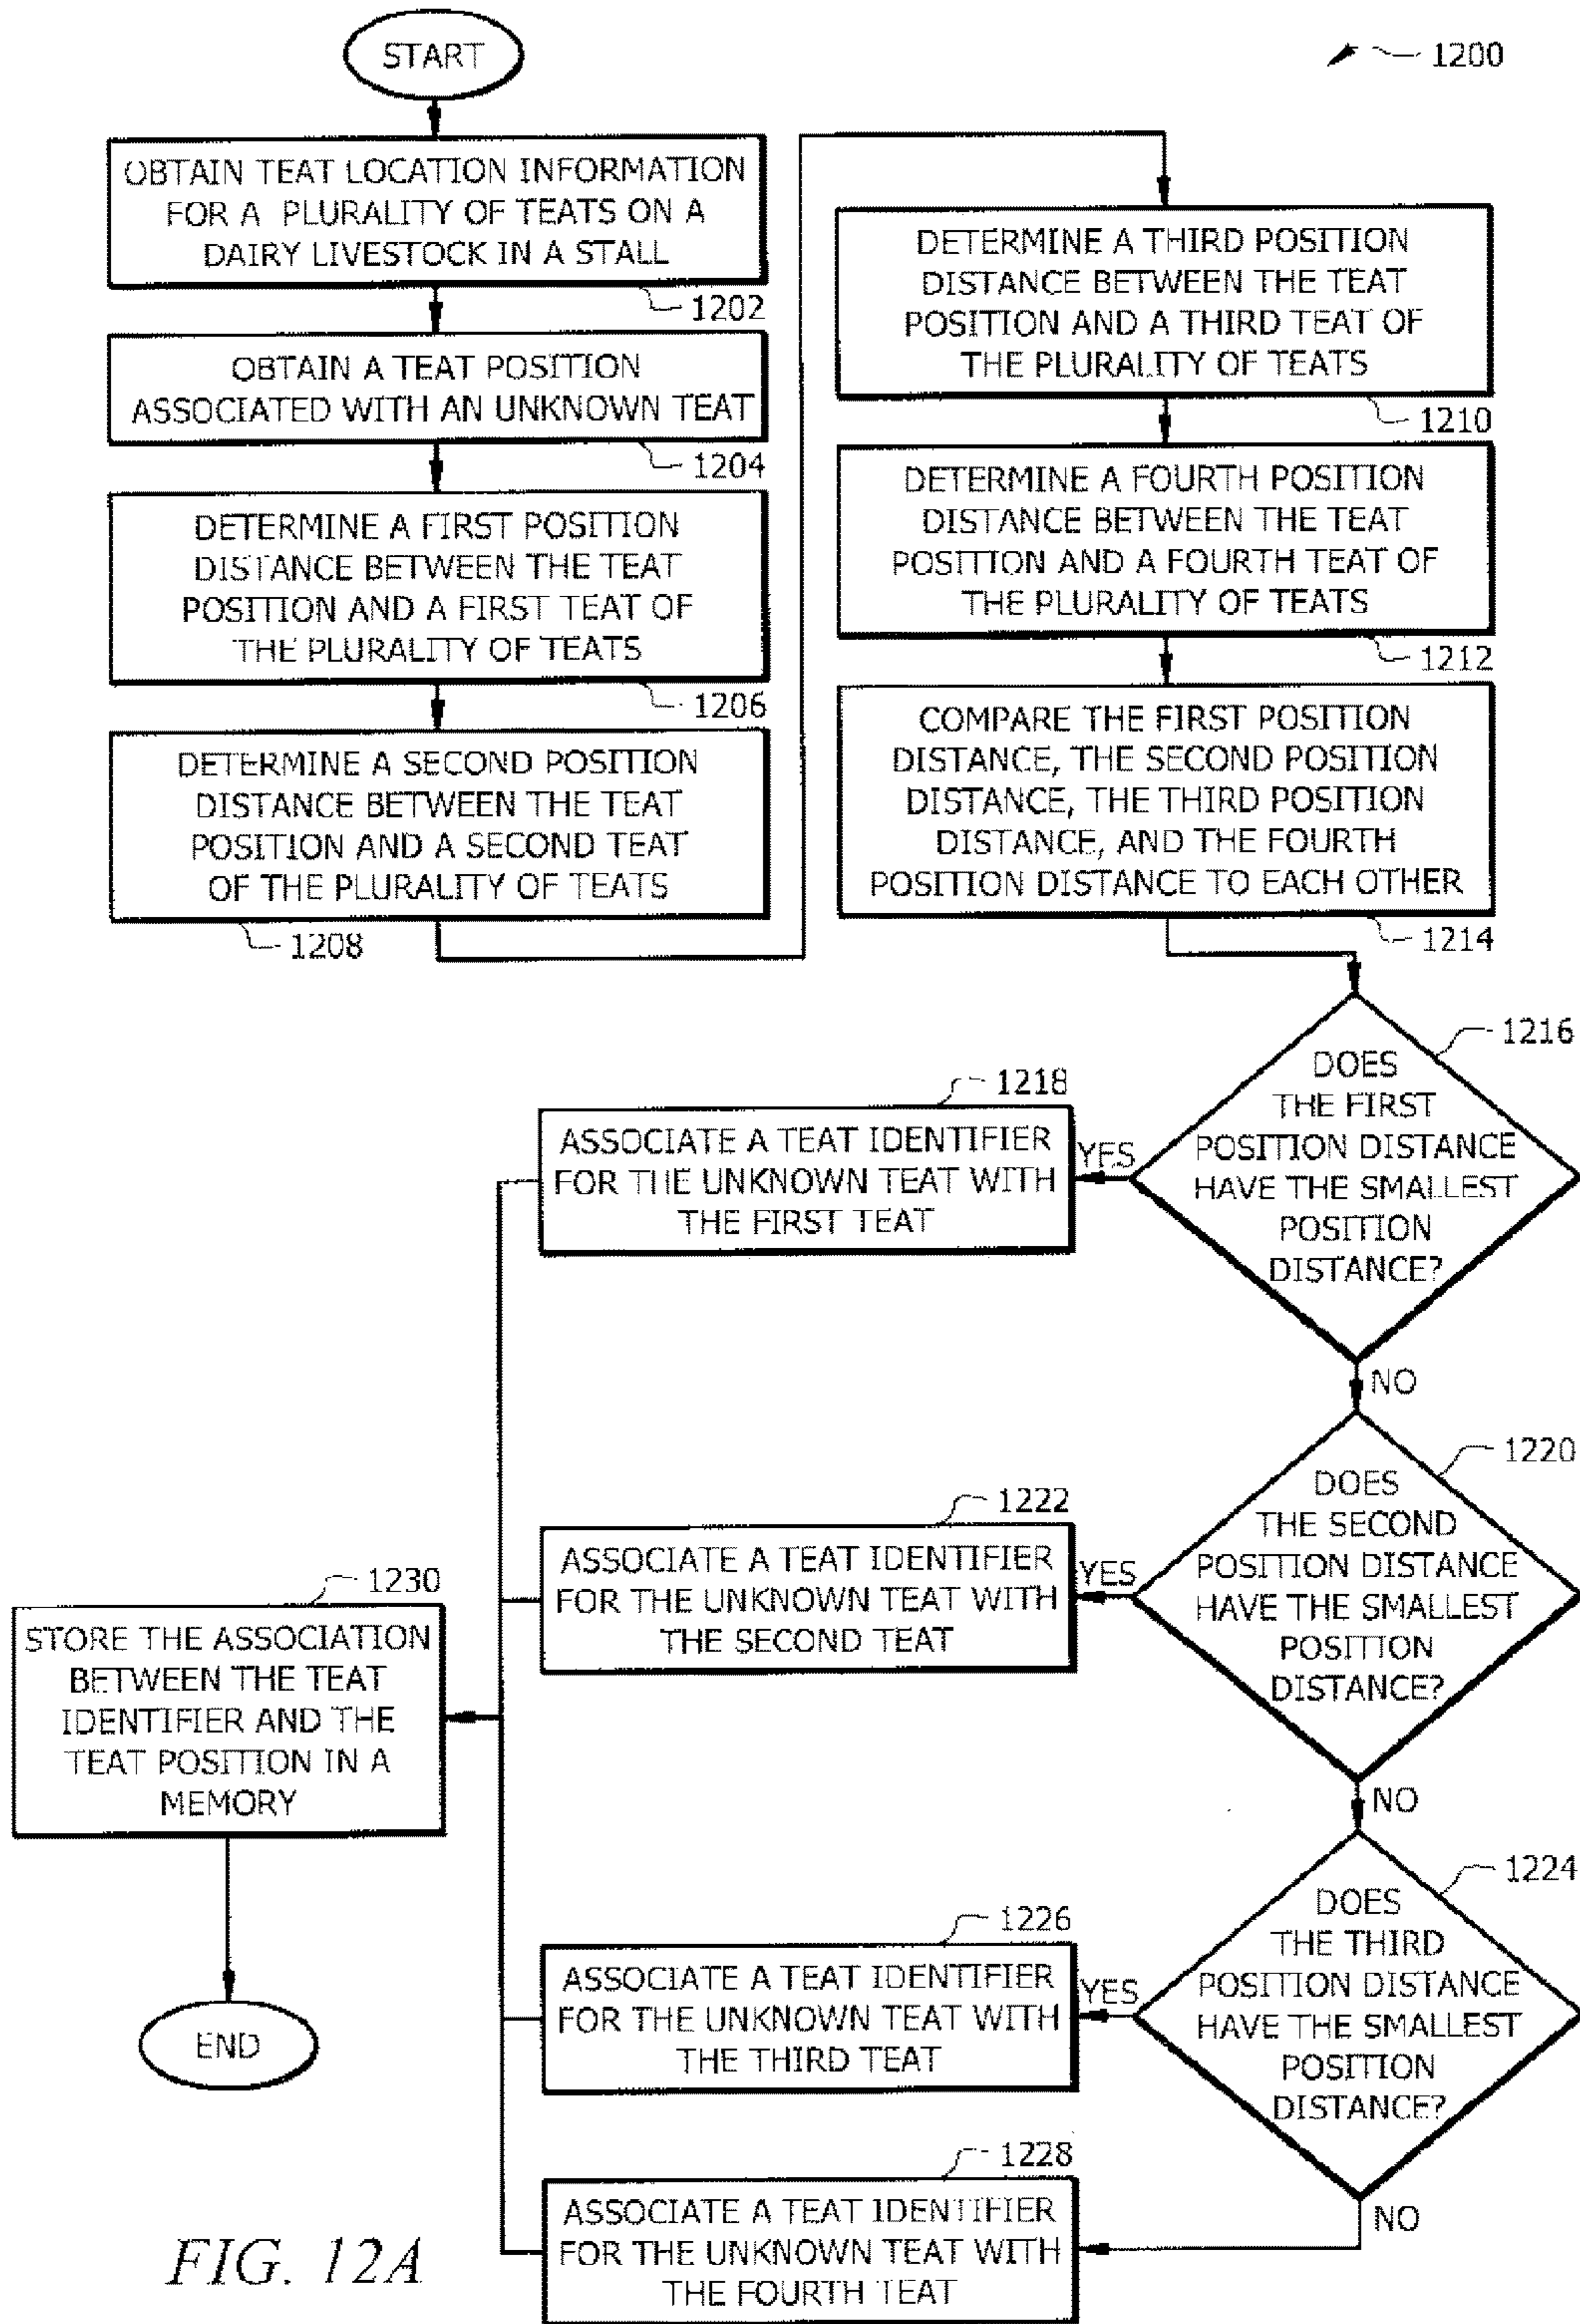 START
1200
OBTAIN TEAT LOCATION INFORMATION
FOR A PLURALITY OF TEATS ON A
DAIRY LIVESTOCK IN A STALL
1202
OBTAIN A TEAT POSITION
ASSOCIATED WITH AN UNKNOWN TEAT
1204
DETERMINE A FIRST POSITION
DISTANCE BETWEEN THE TEAT
POSITION AND A FIRST TEAT OF
THE PLURALITY OF TEATS
1206
DETERMINE A SECOND POSITION
DISTANCE BETWEEN THE TEAT
POSITION AND A SECOND TEAT
OF THE PLURALITY OF TEATS
1208
DETERMINE A THIRD POSITION
DISTANCE BETWEEN THE TEAT
POSITION AND A THIRD TEAT OF
THE PLURALITY OF TEATS
1210
DETERMINE A FOURTH POSITION
DISTANCE BETWEEN THE TEAT
POSITION AND A FOURTH TEAT OF
THE PLURALITY OF TEATS
1212
COMPARE THE FIRST POSITION
DISTANCE, THE SECOND POSITION
DISTANCE, THE THIRD POSITION
DISTANCE, AND THE FOURTH
POSITION DISTANCE TO EACH OTHER
1214
1216
DOES
THE FIRST
POSITION DISTANCE
HAVE THE SMALLEST
POSITION
DISTANCE?
YES
NO
1218
ASSOCIATE A TEAT IDENTIFIER
FOR THE UNKNOWN TEAT WITH
THE FIRST TEAT
1220
DOES
THE SECOND
POSITION DISTANCE
HAVE THE SMALLEST
POSITION
DISTANCE?
YES
NO
1222
ASSOCIATE A TEAT IDENTIFIER
FOR THE UNKNOWN TEAT WITH
THE SECOND TEAT
1224
DOES
THE THIRD
POSITION DISTANCE
HAVE THE SMALLEST
POSITION
DISTANCE?
YES
NO
1226
ASSOCIATE A TEAT IDENTIFIER
FOR THE UNKNOWN TEAT WITH
THE THIRD TEAT
1228
ASSOCIATE A TEAT IDENTIFIER
FOR THE UNKNOWN TEAT WITH
THE FOURTH TEAT
1230
STORE THE ASSOCIATION
BETWEEN THE TEAT
IDENTIFIER AND THE
TEAT POSITION IN A
MEMORY
END
FIG. 12A